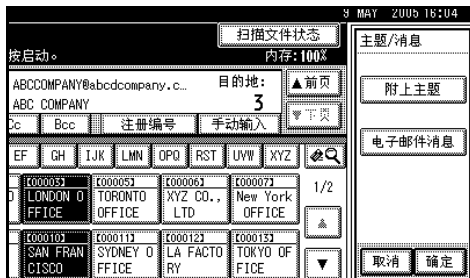 9 MAY 2005 16:04
扫描文件状态
按启动。
内存:100%
ABCCOMPANY@abcdcompany.c...
目的地:
▲前页
ABC COMPANY
3
▼下页
Cc Bcc 注册编号 手动输入
EF GH IJK LMN OPQ RST UVW XYZ
[00003] [00005] [00006] [00007]
LONDON O TORONTO XYZ CO., New York
FFICE OFFICE LTD OFFICE
1/2
[00010] [00011] [00012] [00013]
SAN FRAN SYDNEY O LA FACTO TOKYO OF
CISCO FFICE RY FICE
▼
主题/消息
附上主题
电子邮件消息
取消 确定